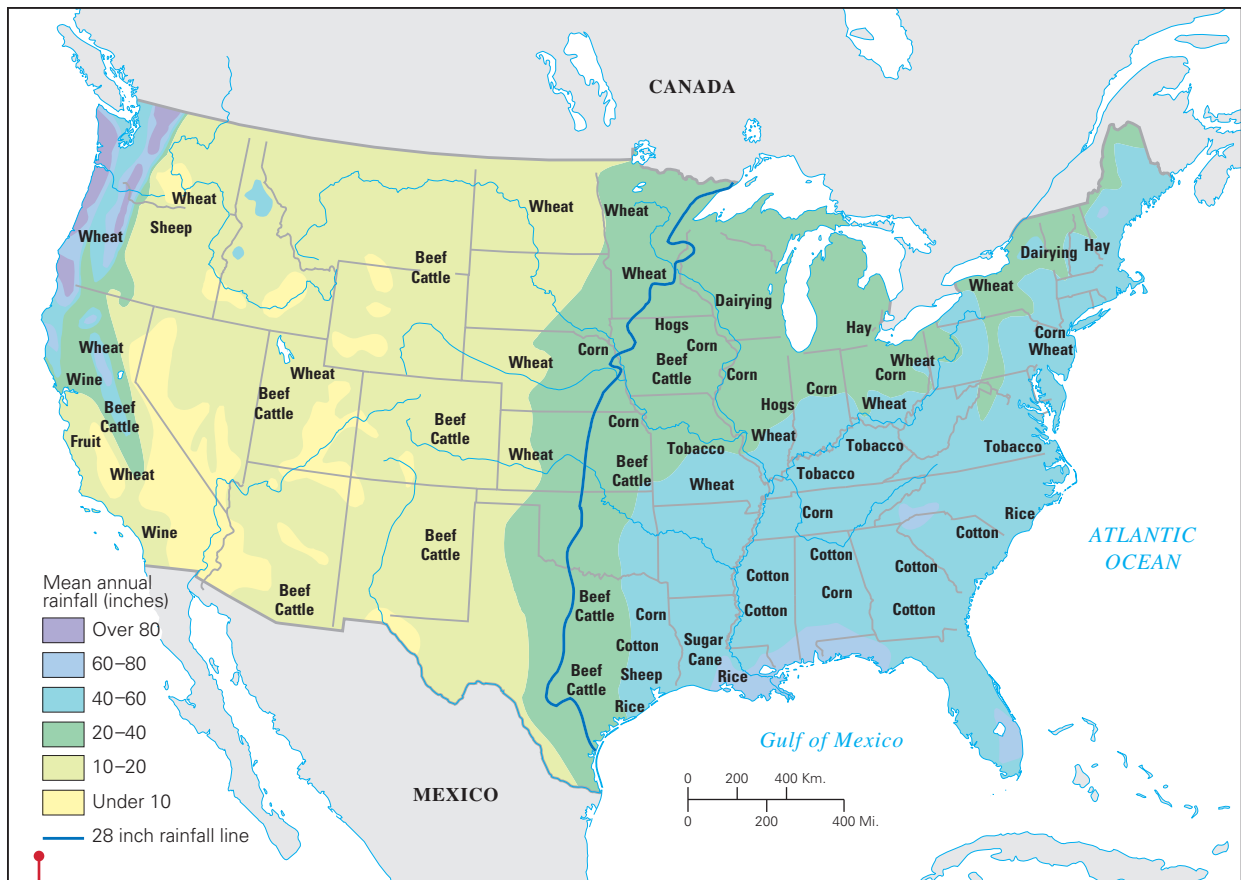 CANADA
Wheat
Sheep
Wheat
Beef
Cattle
Wheat
Wheat
Wheat
Dairying
Hay
Dairying
Hay
Wheat
Corn
Wheat
Wheat
Wine
Beef
Cattle
Fruit
Wheat
Wine
Beef
Cattle
Wheat
Wheat
Corn
Hogs
Corn
Beef
Cattle
Corn
Corn
Hogs
Wheat
Corn
Wheat
Wheat
Beef
Cattle
Wheat
Corn
Beef
Cattle
Tobacco
Wheat
Tobacco
Tobacco
Tobacco
Corn
Rice
Cotton
Beef
Cattle
Beef
Cattle
Beef
Cattle
Corn
Cotton
Sheep
Beef
Cattle
Rice
Sugar
Cane
Rice
Cotton
Cotton
Cotton
Corn
Cotton
Cotton
ATLANTIC
OCEAN
Gulf of Mexico
MEXICO
Mean annual
rainfall (inches)
Over 80
60–80
40–60
20–40
10–20
Under 10
28 inch rainfall line
0 200 400 Km.
0 200 400 Mi.